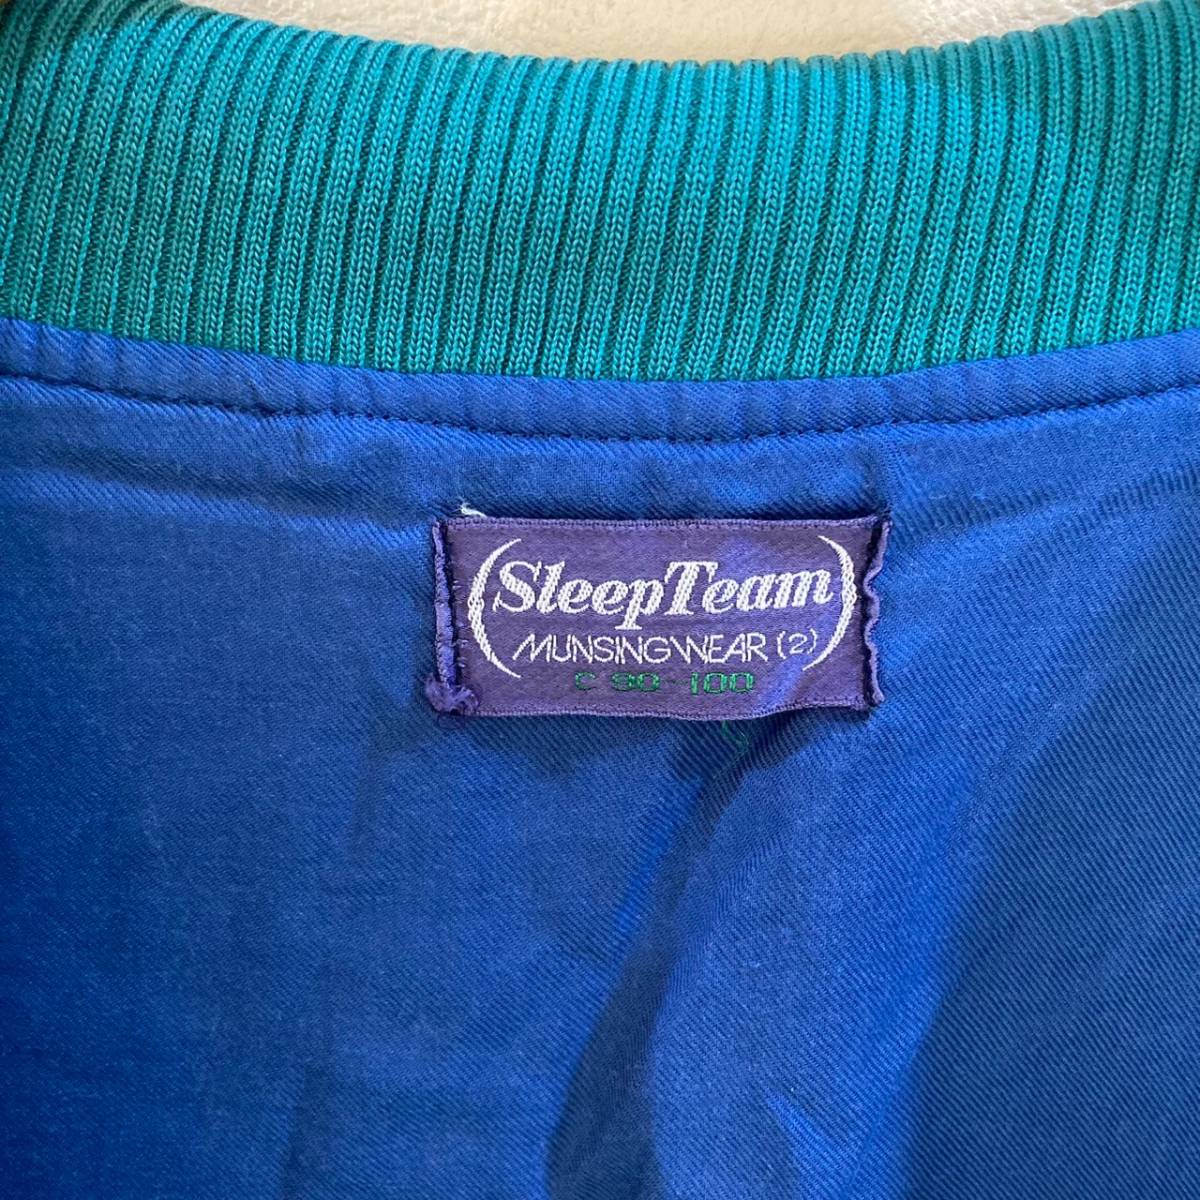 (SleepTeam)
MUNSINGWEAR (2)
C 90-100